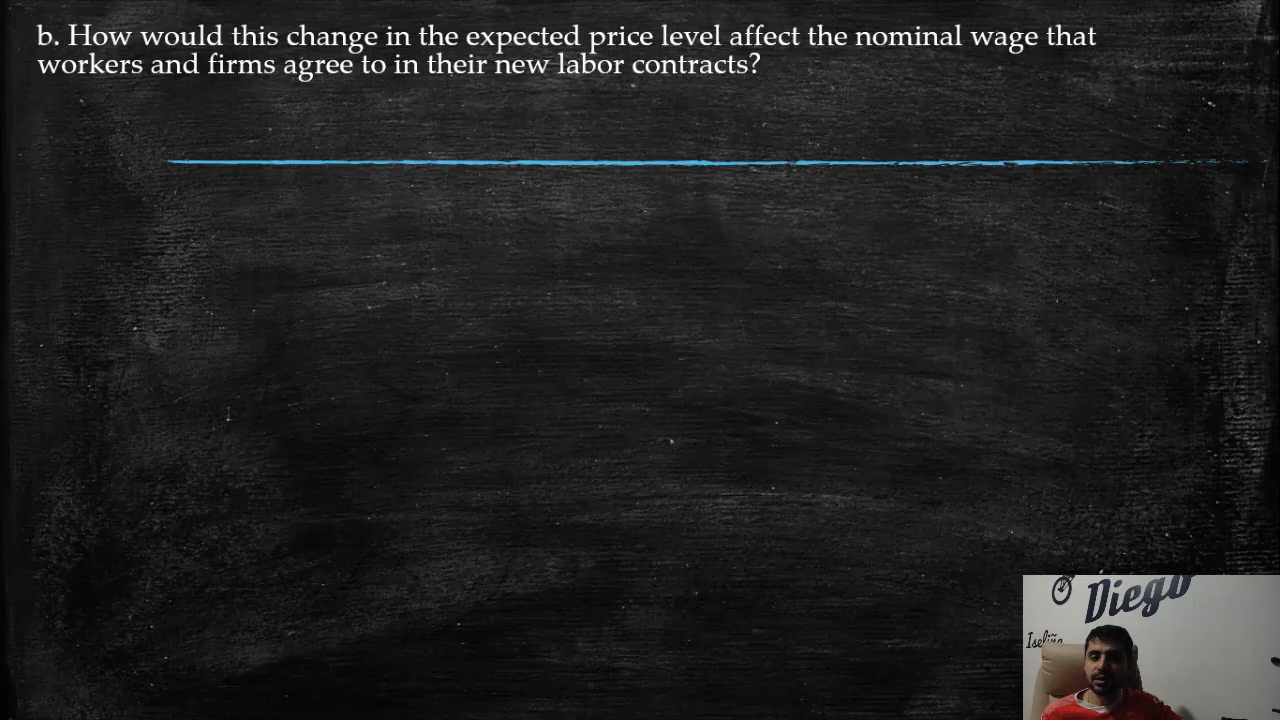 b. How would this change in the expected price level affect the nominal wage that
workers and firms agree to in their new labor contracts?
Diego
Iseliña